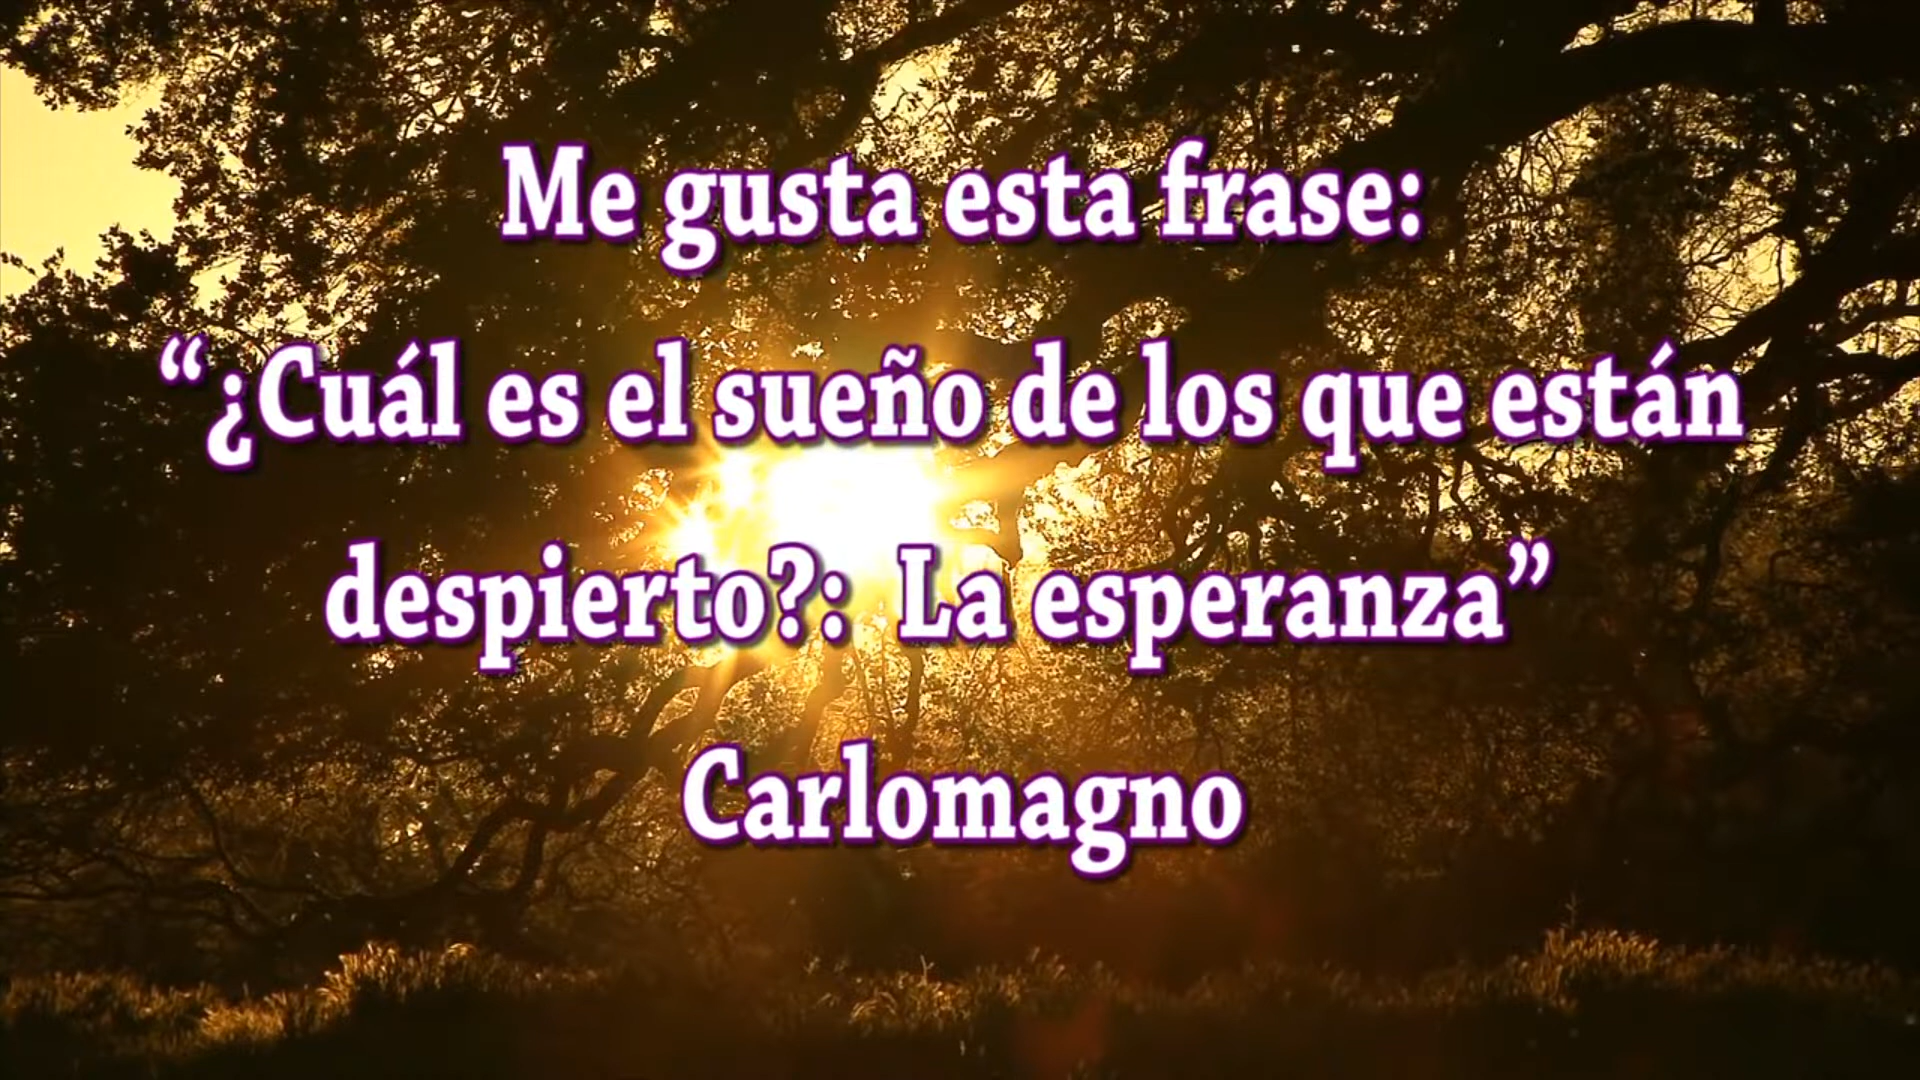 Me gusta esta frase:
“¿Cuál es el sueño de los que están
despierto?: La esperanza”
Carlomagno